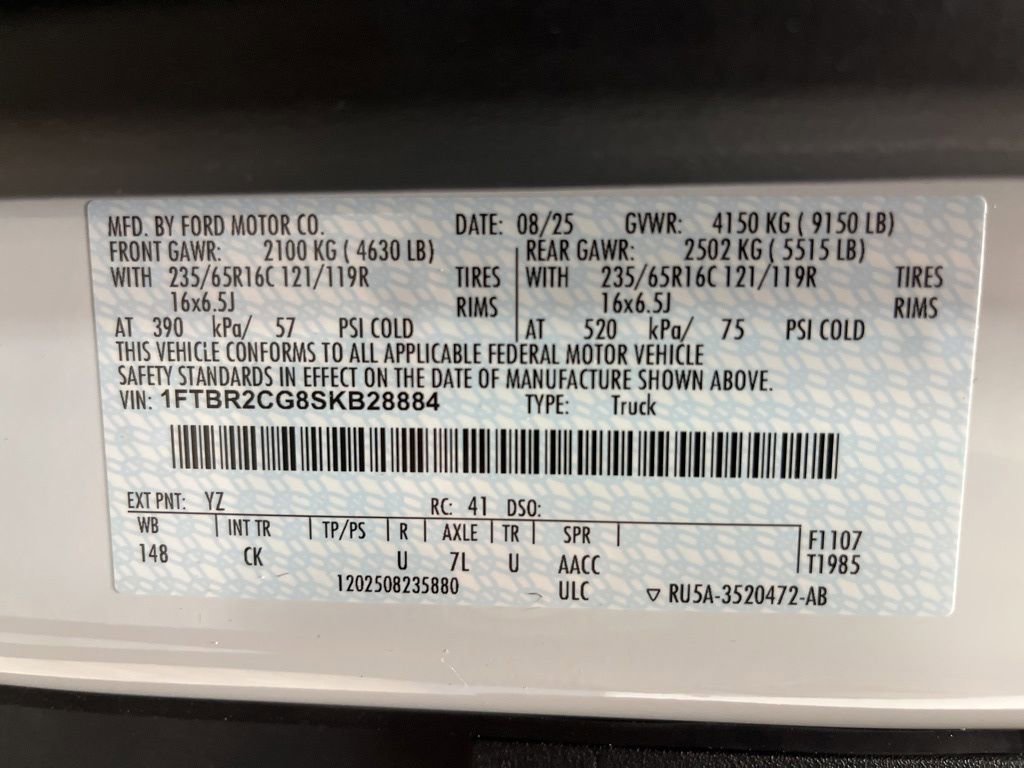 MFD. BY FORD MOTOR CO. DATE: 08/25 GVWR: 4150 KG ( 9150 LB)
FRONT GAWR: 2100 KG ( 4630 LB) REAR GAWR: 2502 KG ( 5515 LB)
WITH 235/65R16C 121/119R TIRES WITH 235/65R16C 121/119R TIRES
16x6.5J RIMS 16x6.5J RIMS
AT 390 kPa/ 57 PSI COLD AT 520 kPa/ 75 PSI COLD
THIS VEHICLE CONFORMS TO ALL APPLICABLE FEDERAL MOTOR VEHICLE
SAFETY STANDARDS IN EFFECT ON THE DATE OF MANUFACTURE SHOWN ABOVE.
VIN: 1FTBR2CG8SKB28884 TYPE: Truck
EXT PNT: YZ RC: 41 DSO:
WB INT TR TP/PS R AXLE TR SPR F1107
148 CK U 7L U AACC T1985
1202508235880 ULC ▽ RU5A-3520472-AB